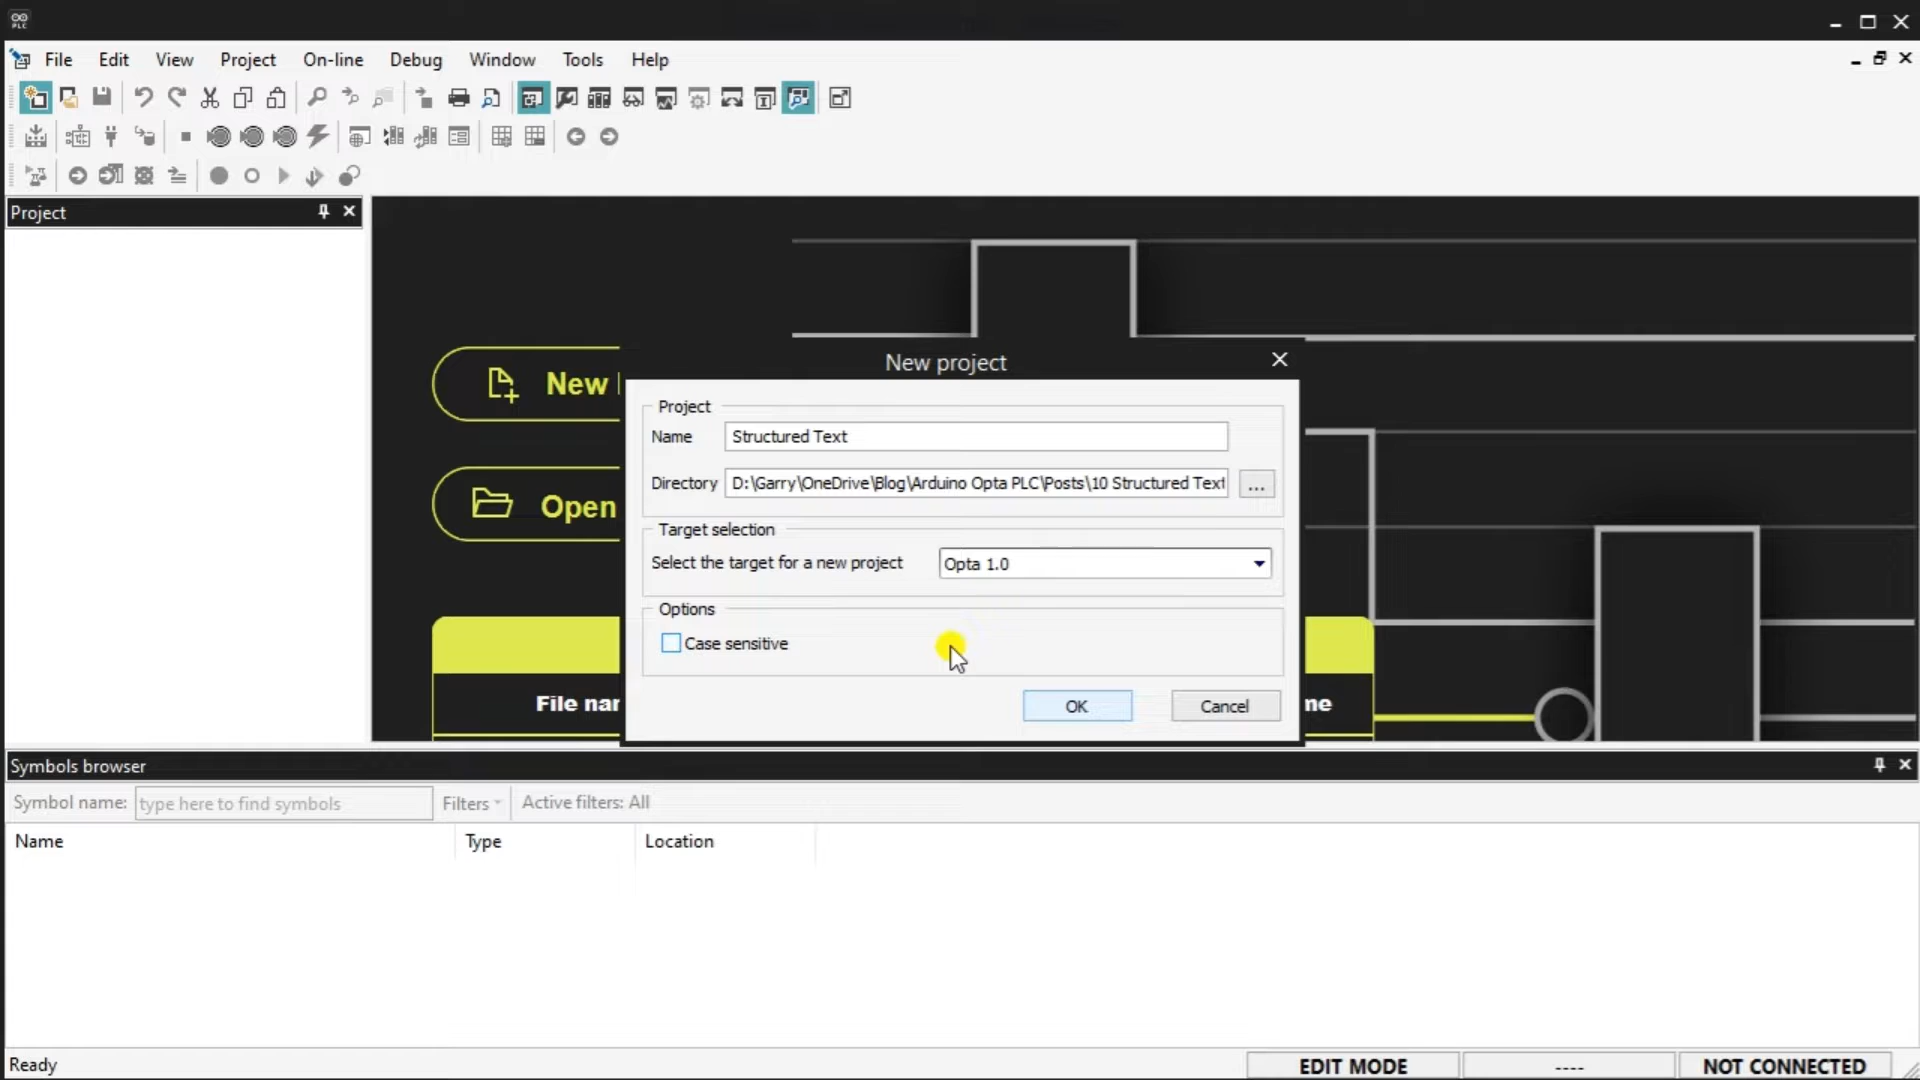 PLC
File Edit View Project On-line Debug Window Tools Help
Project
New
Open
File nar
me
New project
Project
Name Structured Text
Directory D:\Garry\OneDrive\Blog\Arduino Opta PLC\Posts\10 Structured Text ...
Target selection
Select the target for a new project Opta 1.0
Options
Case sensitive
OK Cancel
Symbols browser
Symbol name: type here to find symbols Filters Active filters: All
Name Type Location
Ready EDIT MODE ---- NOT CONNECTED